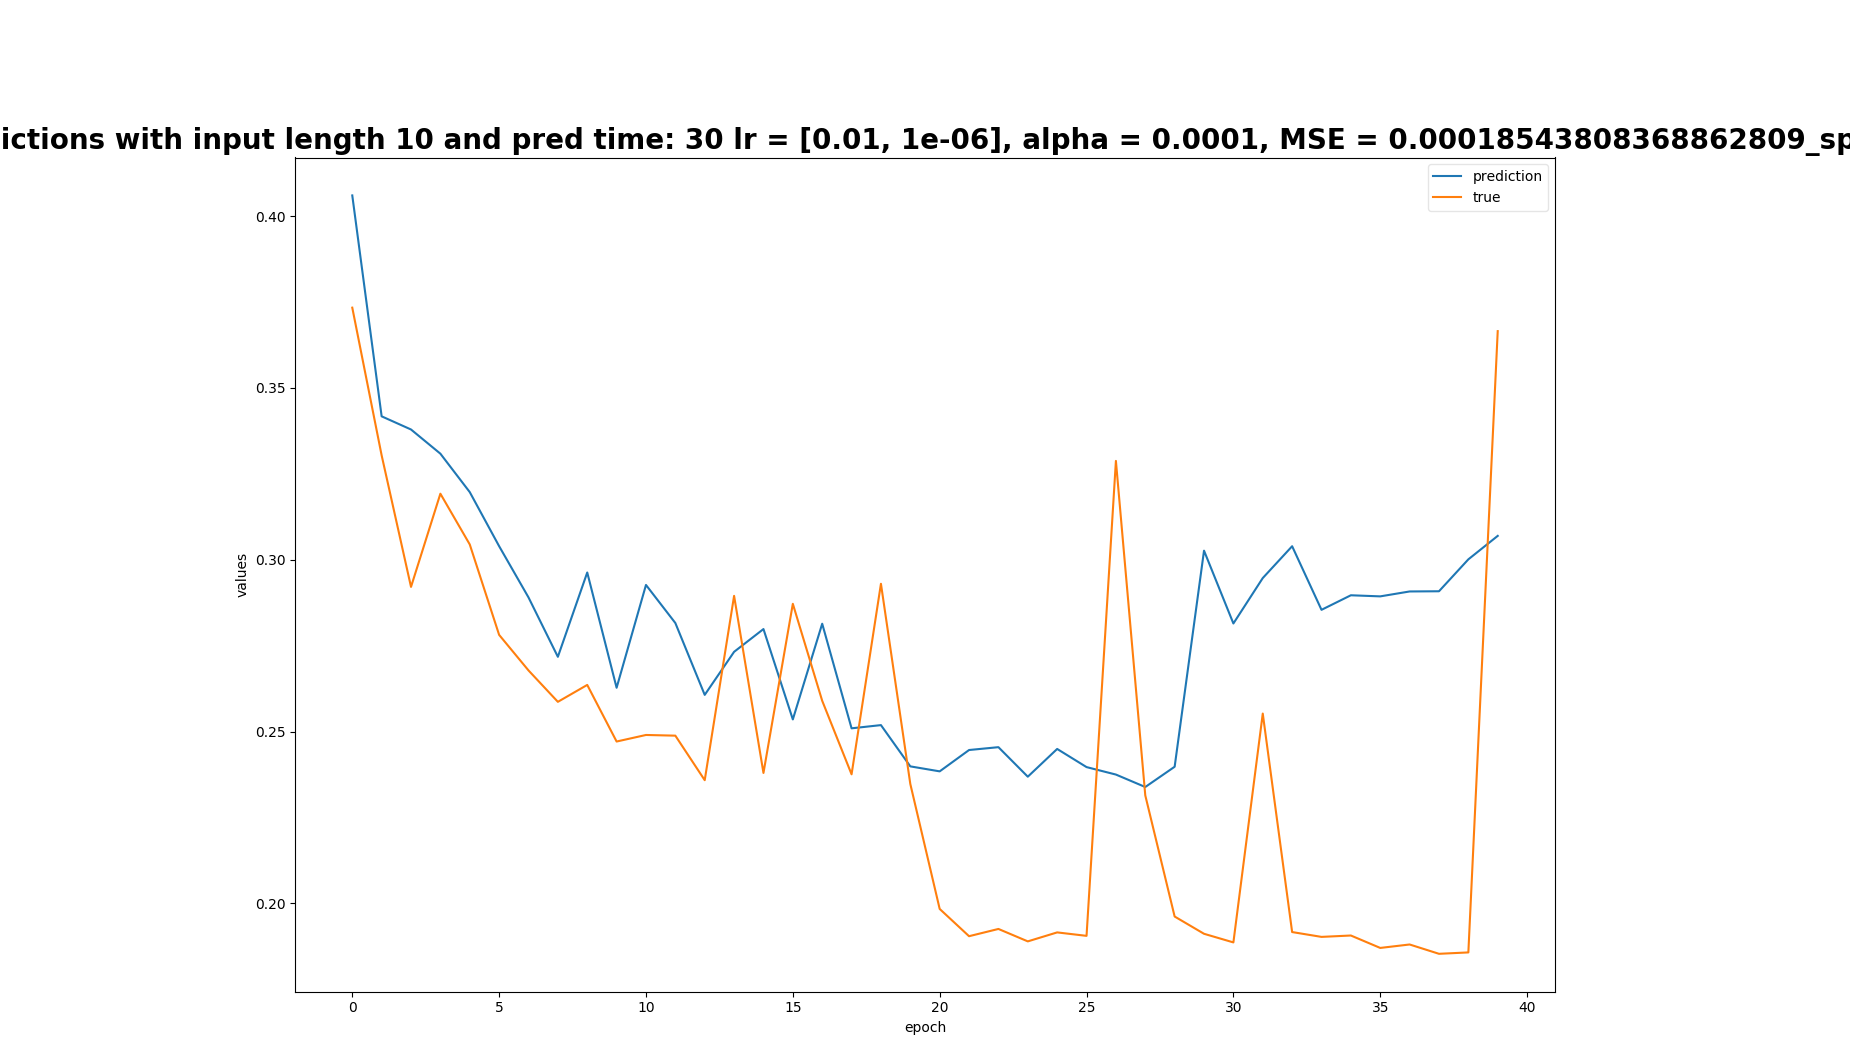 ictions with input length 10 and pred time: 30 lr = [0.01, 1e-06], alpha = 0.0001, MSE = 0.00018543808368862809_sp
prediction
true
0.40
0.35
0.30
0.25
0.20
values
0 5 10 15 20 25 30 35 40
epoch